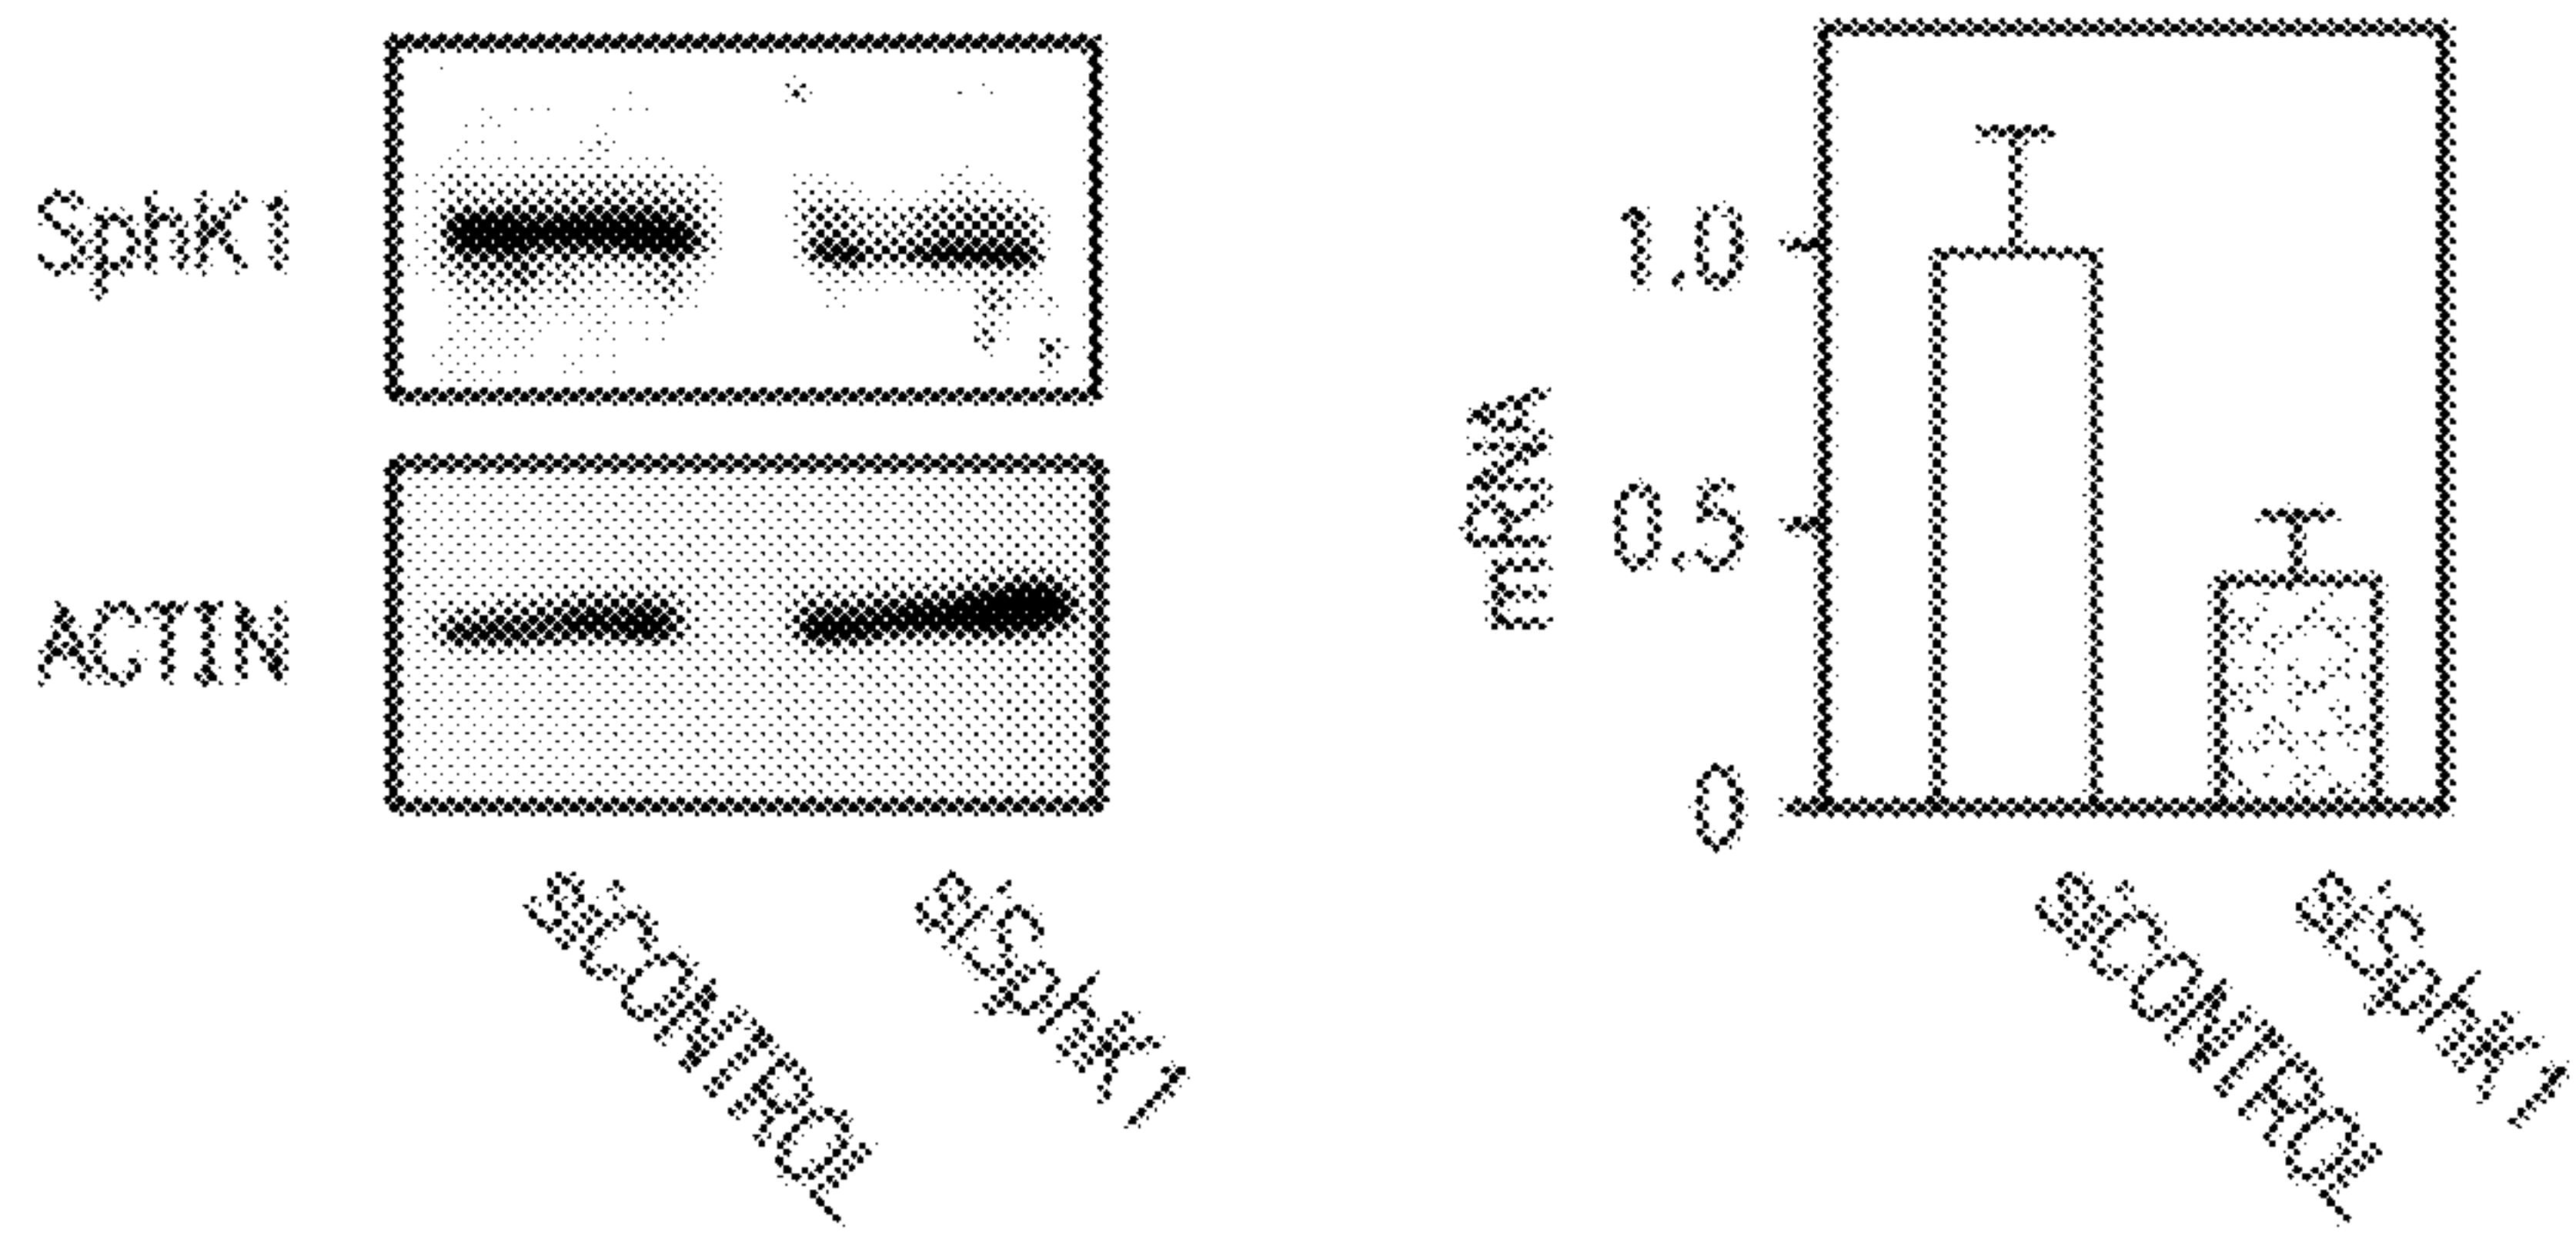 SphK1
ACTIN
siCONTROL
siSphK1
mRNA
1.0
0.5
0
siCONTROL
siSphK1